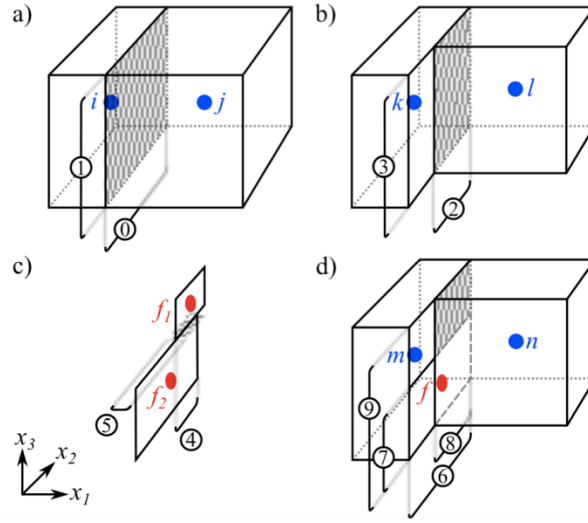 a)
b)
i
j
k
l
①
③
⓪
②
c)
d)
f₁
f₂
m
n
f
⑤
④
⑨
⑦
⑧
⑥
x₃
x₂
x₁